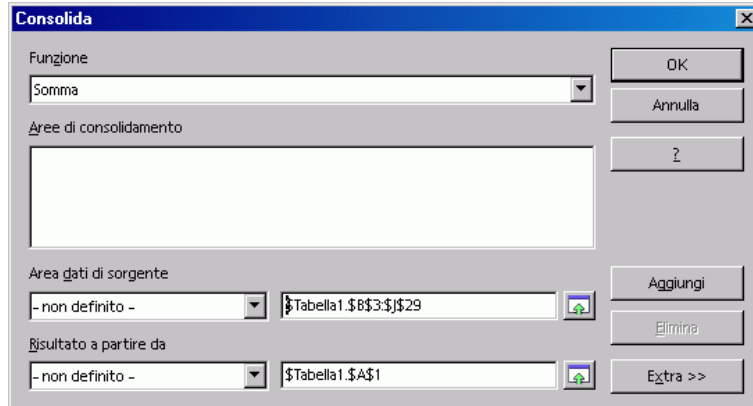 Consolida
Funzione
Somma
Aree di consolidamento
Area dati di sorgente
- non definito -
$Tabella1.$B$3:$J$29
Risultato a partire da
- non definito -
$Tabella1.$A$1
OK
Annulla
?
Aggiungi
Elimina
Extra >>